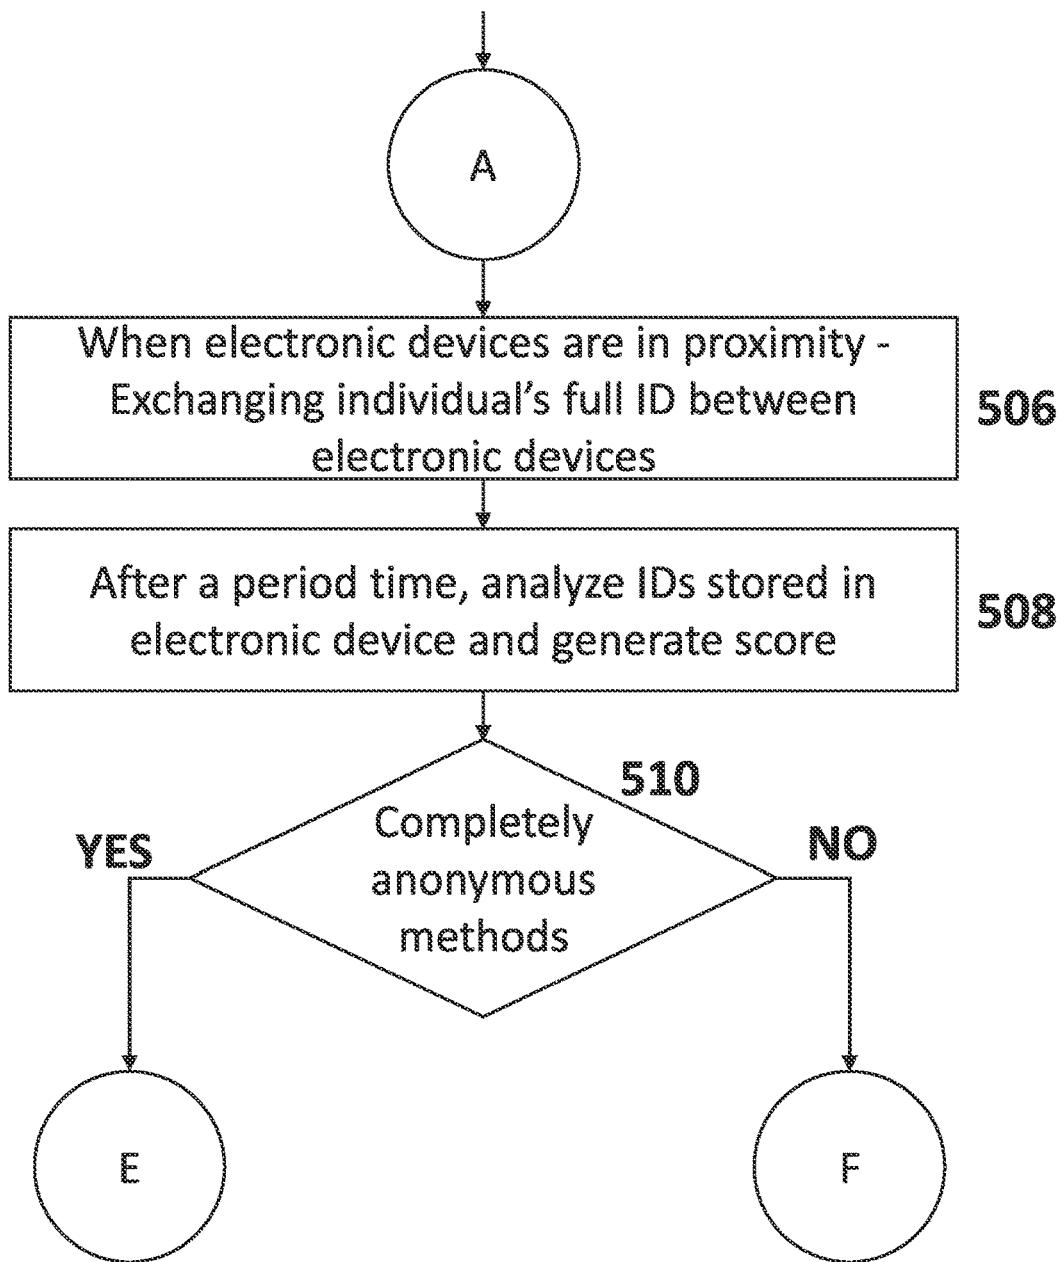 A
When electronic devices are in proximity -
Exchanging individual's full ID between
electronic devices
506
After a period time, analyze IDs stored in
electronic device and generate score
508
510
Completely
anonymous
methods
YES
NO
E
F